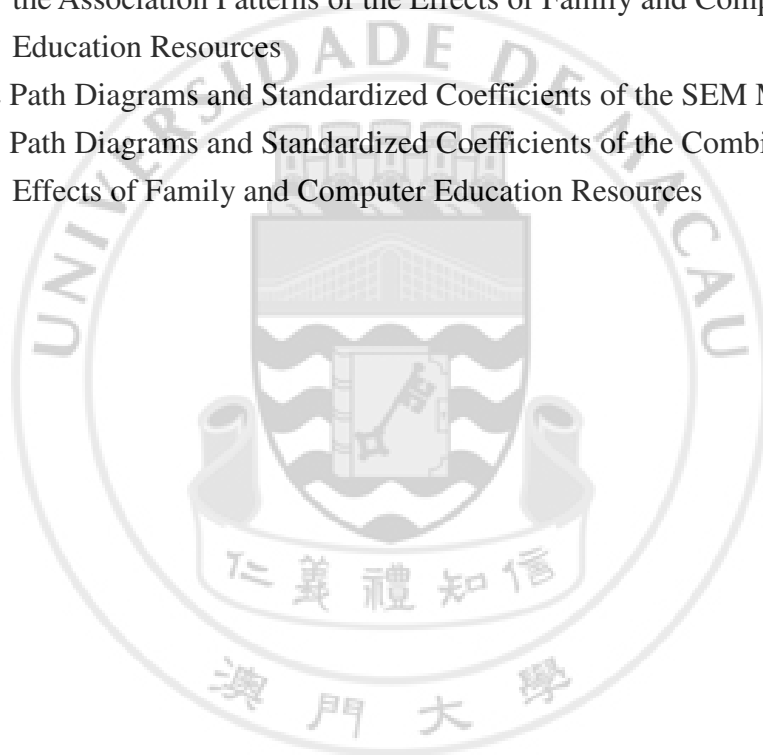 the Association Patterns of the Effects of Family and Comp
Education Resources
Path Diagrams and Standardized Coefficients of the SEM M
Path Diagrams and Standardized Coefficients of the Combi
Effects of Family and Computer Education Resources
UNIVERSIDADE DE MACAU
仁義禮知信
澳門大學